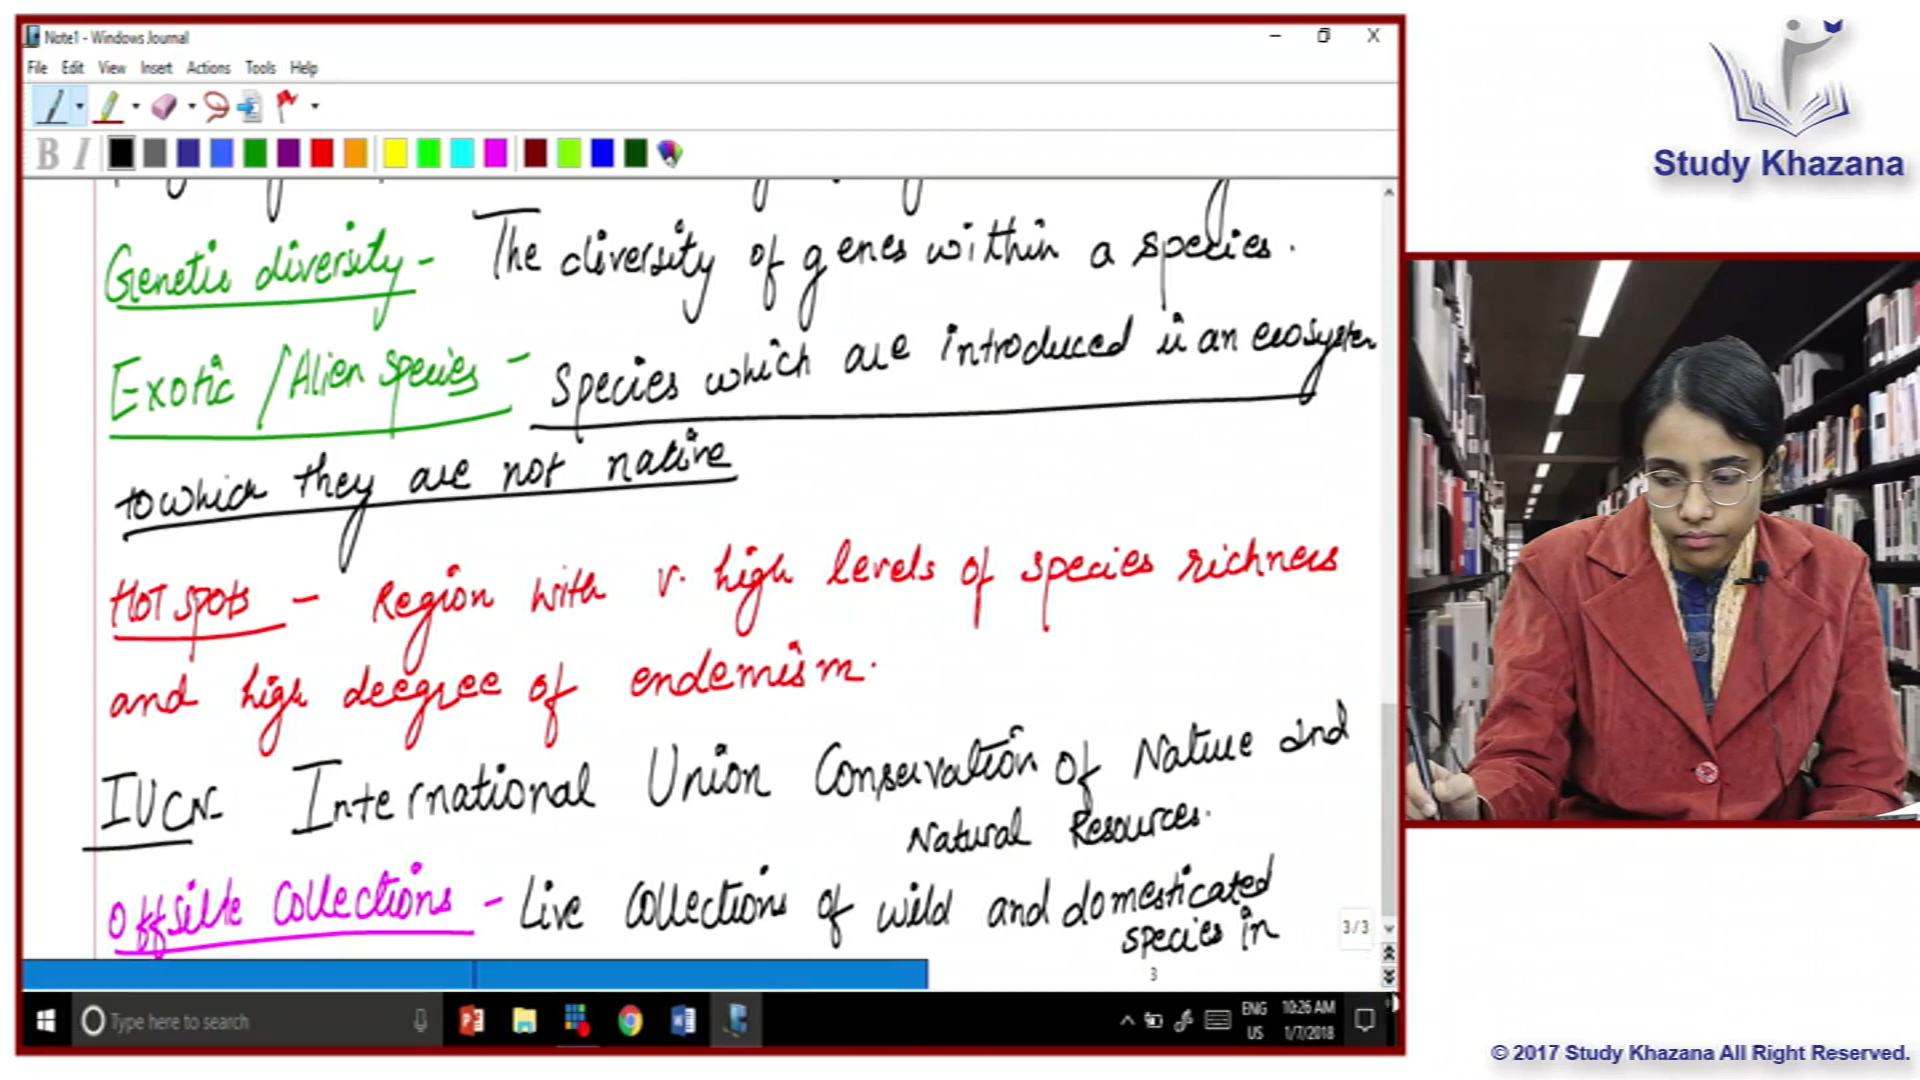 Note1 - Windows Journal
Study Khazana
File Edit View Insert Actions Tools Help
B I
Genetic diversity - The diversity of genes within a species.
Exotic / Alien Species - Species which are introduced in an ecosystem
to which they are not native
HOT SPOTS - Region with v. high levels of species richness
and high deegree of endemism.
IUCN - International Union Conservation of Nature and
Natural Resources.
Offsite Collections - Live Collections of wild and domesticated
species in
3/3
3
Type here to search
ENG
US
10:26 AM
1/7/2018
© 2017 Study Khazana All Right Reserved.